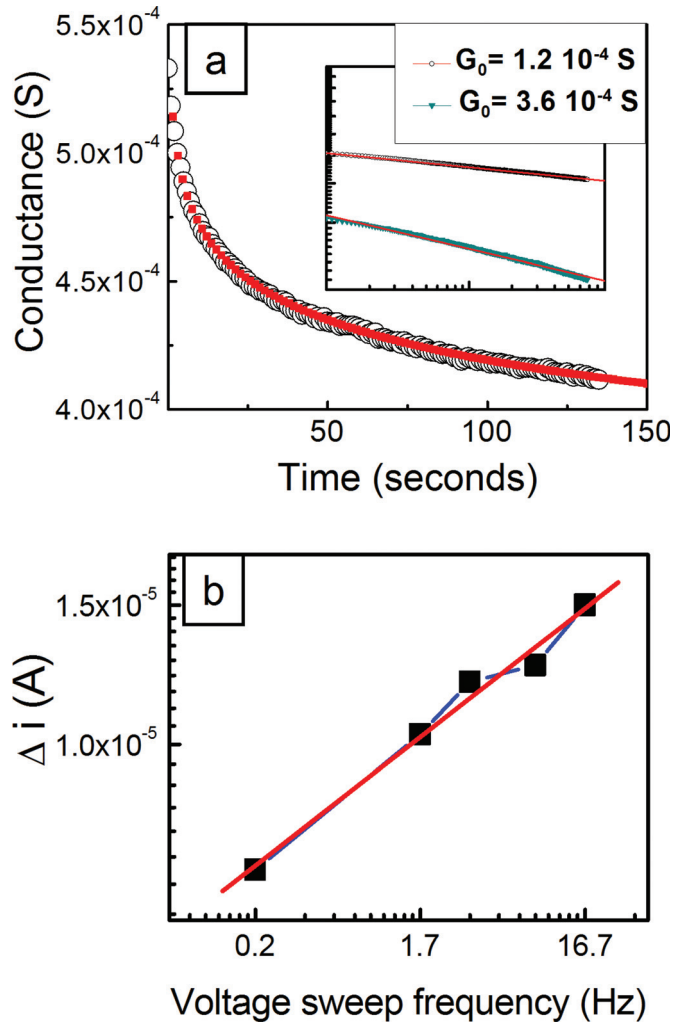 5.5x10⁻⁴
a
G₀= 1.2 10⁻⁴ S
G₀= 3.6 10⁻⁴ S
5.0x10⁻⁴
4.5x10⁻⁴
4.0x10⁻⁴
Conductance (S)
50 100 150
Time (seconds)
b
1.5x10⁻⁵
1.0x10⁻⁵
Δ i (A)
0.2 1.7 16.7
Voltage sweep frequency (Hz)